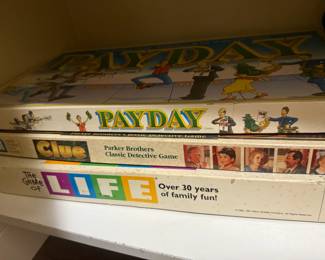 PAYDAY
PAYDAY
Clue
Parker Brothers
Classic Detective Game
THE
GAME OF
LIFE
Over 30 years
of family fun!